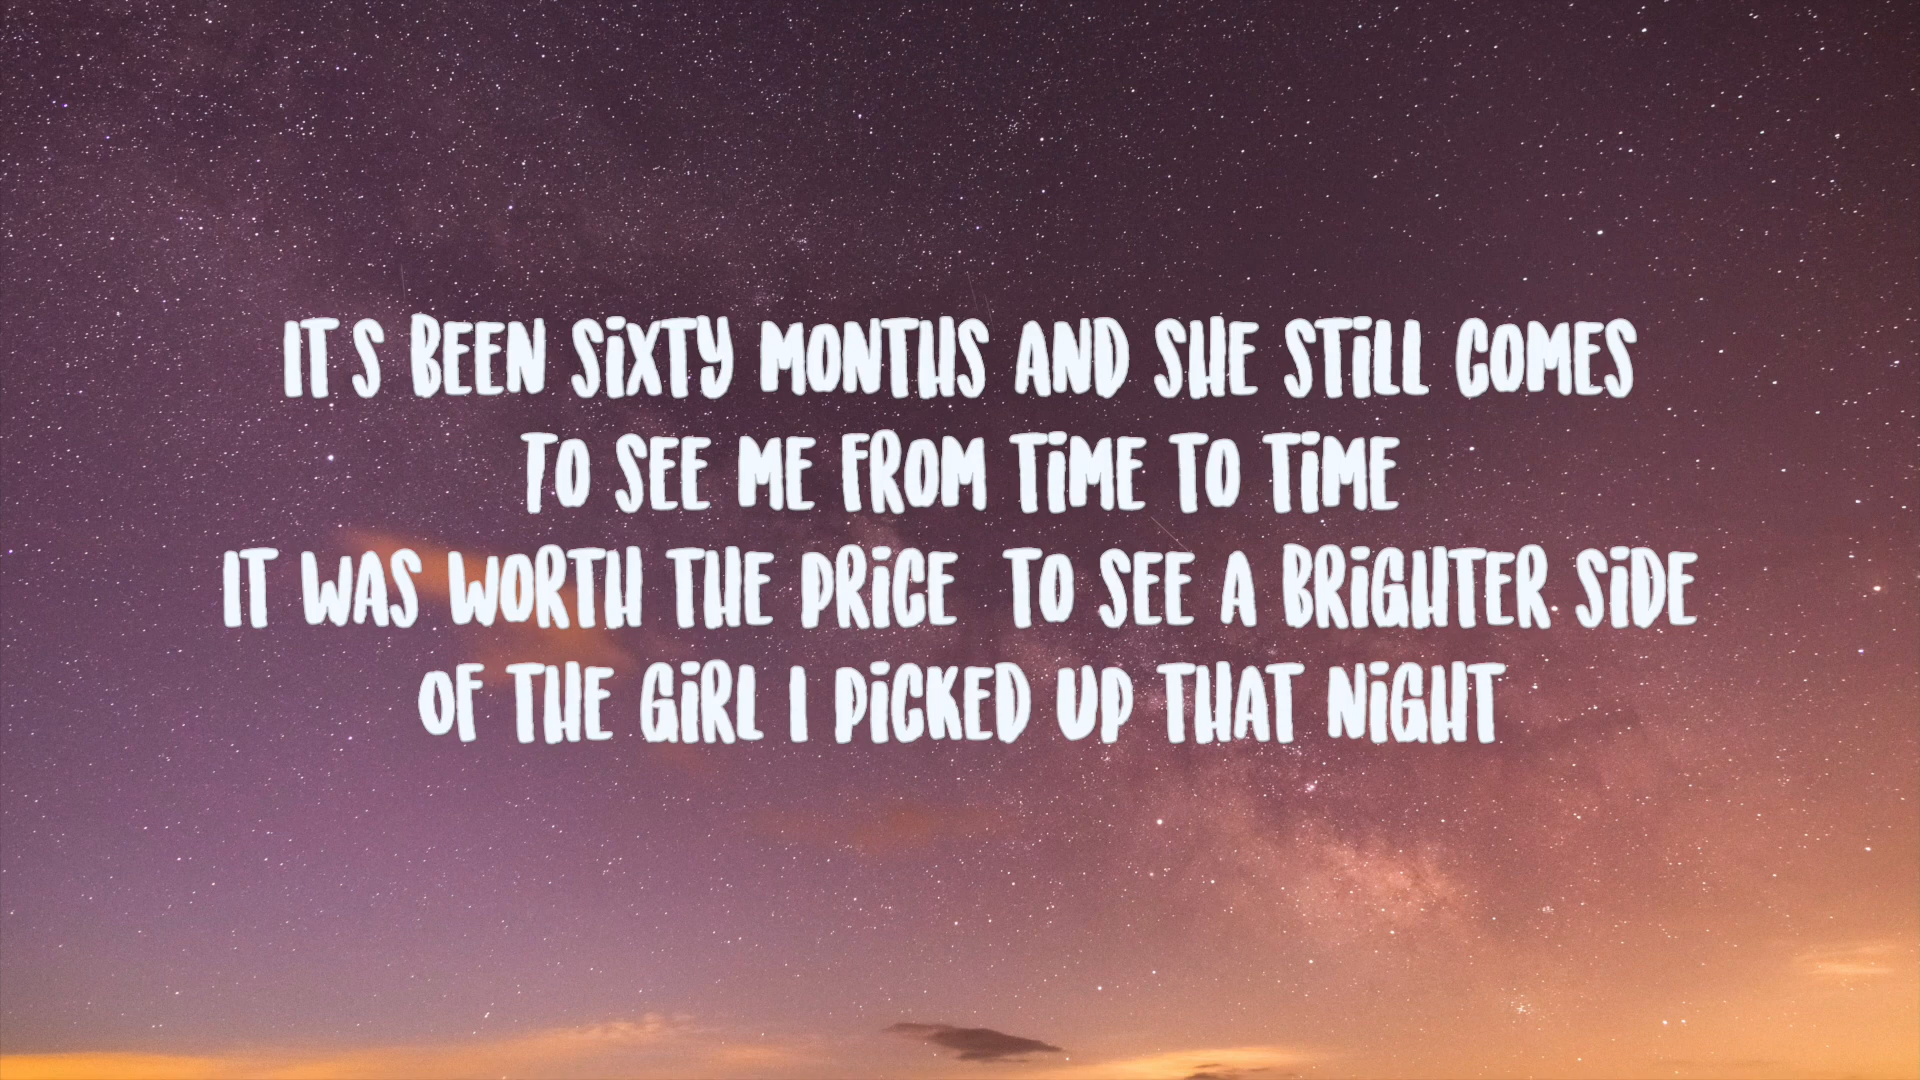 IT S BEEN SIXTY MONTHS AND SHE STILL COMES
TO SEE ME FROM TIME TO TIME
IT WAS WORTH THE PRICE  TO SEE A BRIGHTER SIDE
OF THE GIRL I PICKED UP THAT NIGHT